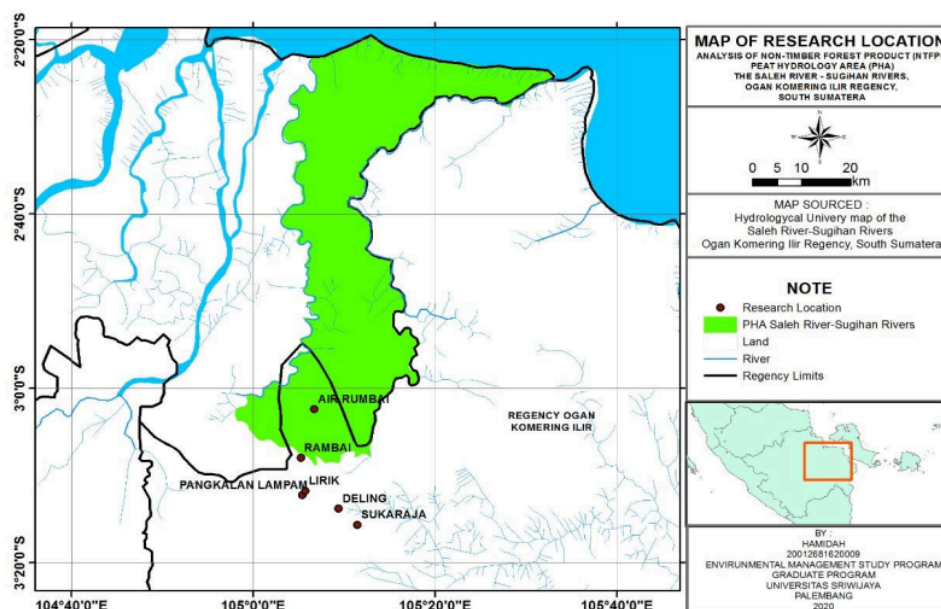 2°20'0"S
2°40'0"S
3°0'0"S
3°20'0"S
104°40'0"E
105°0'0"E
105°20'0"E
105°40'0"E
AIR RUMBAI
RAMBAI
LIRIK
PANGKALAN LAMPAM
DELING
SUKARAJA
REGENCY OGAN
KOMERING ILIR
MAP OF RESEARCH LOCATION
ANALYSIS OF NON-TIMBER FOREST PRODUCT (NTFP)
PEAT HYDROLOGY AREA (PHA)
THE SALEH RIVER - SUGIHAN RIVERS,
OGAN KOMERING ILIR REGENCY,
SOUTH SUMATERA
N
W
E
S
0 5 10 20
km
MAP SOURCED :
Hydrologycal Univery map of the
Saleh River-Sugihan Rivers
Ogan Komering Ilir Regency, South Sumatera
NOTE
Research Location
PHA Saleh River-Sugihan Rivers
Land
River
Regency Limits
BY :
HAMIDAH
20012681620009
ENVIRUNMENTAL MANAGEMENT STUDY PROGRAM
GRADUATE PROGRAM
UNIVERSITAS SRIWIJAYA
PALEMBANG
2020